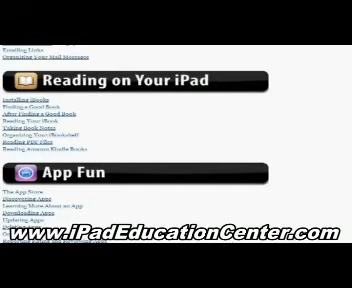 Emailing Links
Organizing Your Mail Messages
Reading on Your iPad
Installing iBooks
Finding a Good Book
After Finding a Good Book
Reading Your iBook
Taking Book Notes
Organizing Your iBookshelf
Reading PDF Files
Reading Amazon Kindle Books
App Fun
The App Store
Discovering Apps
Learning More About an App
Downloading Apps
Updating Apps
www.iPadEducationCenter.com